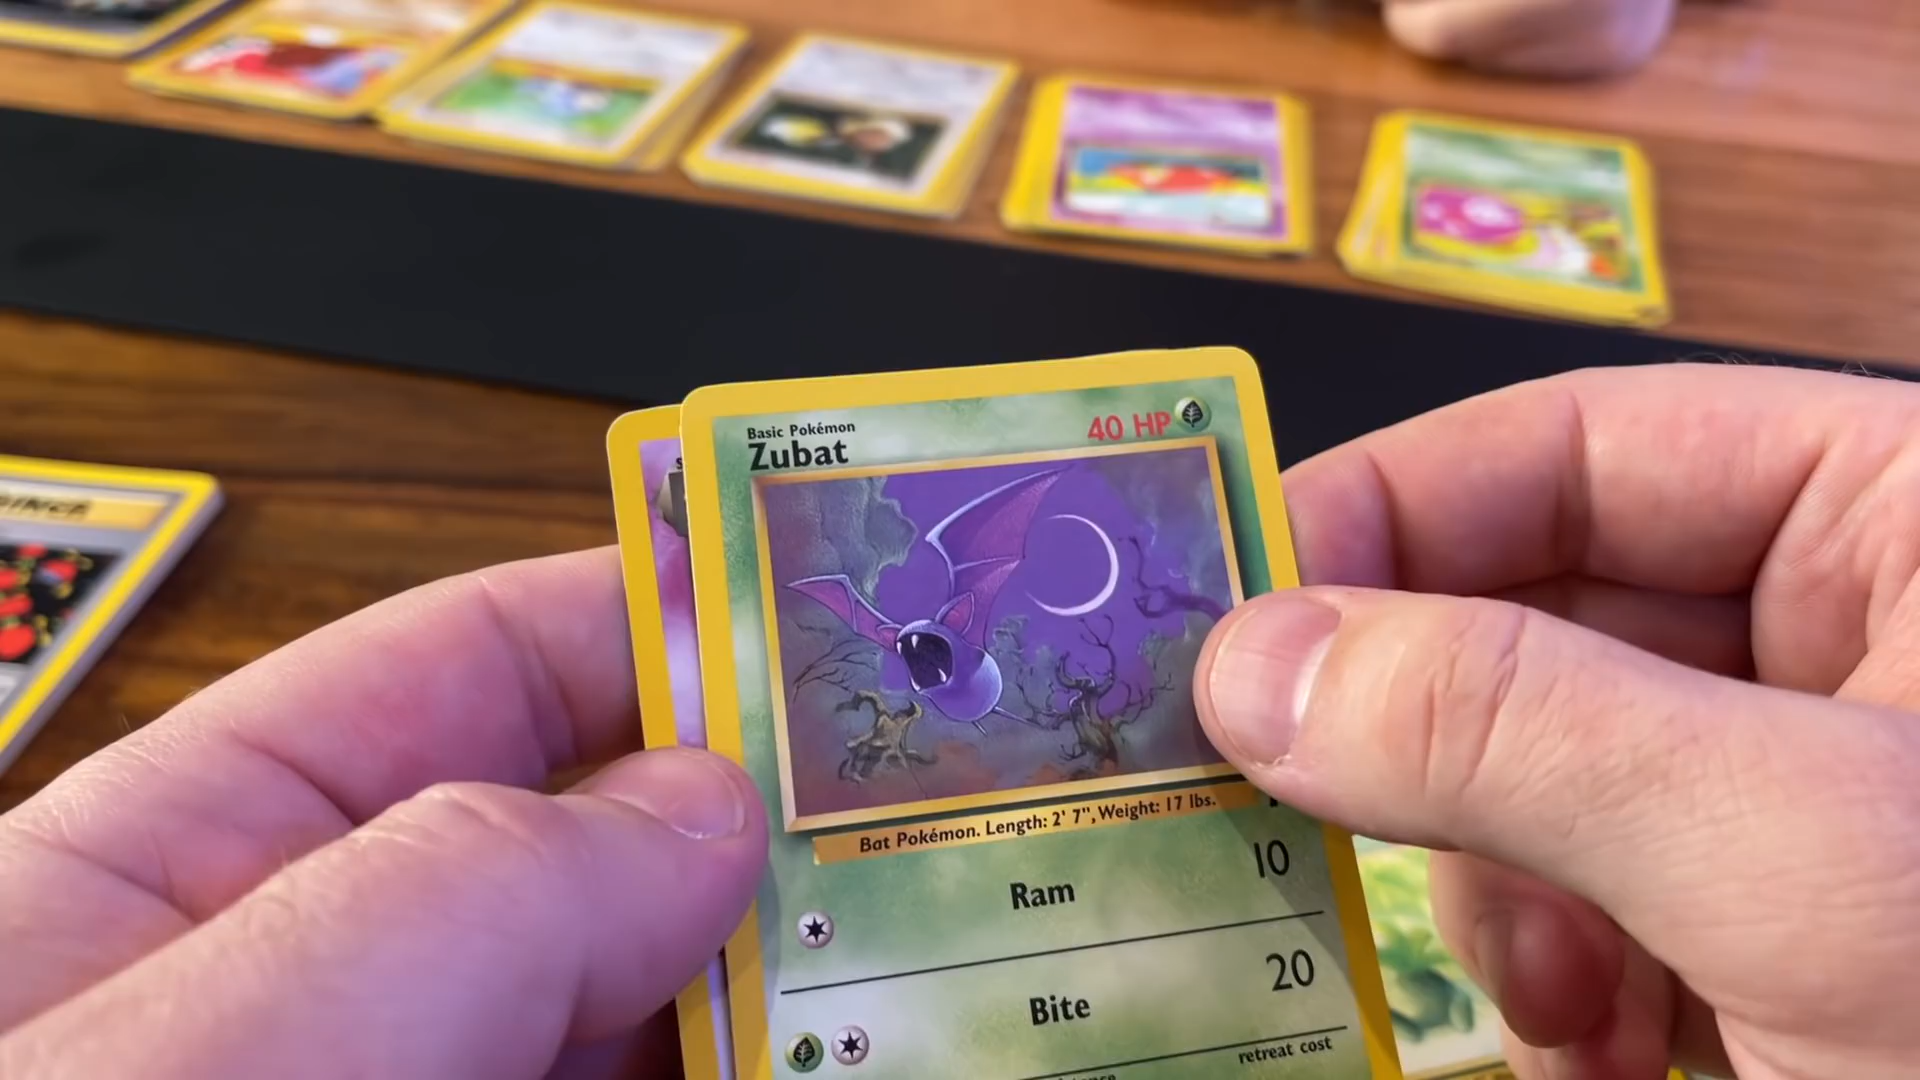 Basic Pokémon
Zubat
40 HP
Bat Pokémon. Length: 2' 7", Weight: 17 lbs.
Ram
10
Bite
20
retreat cost